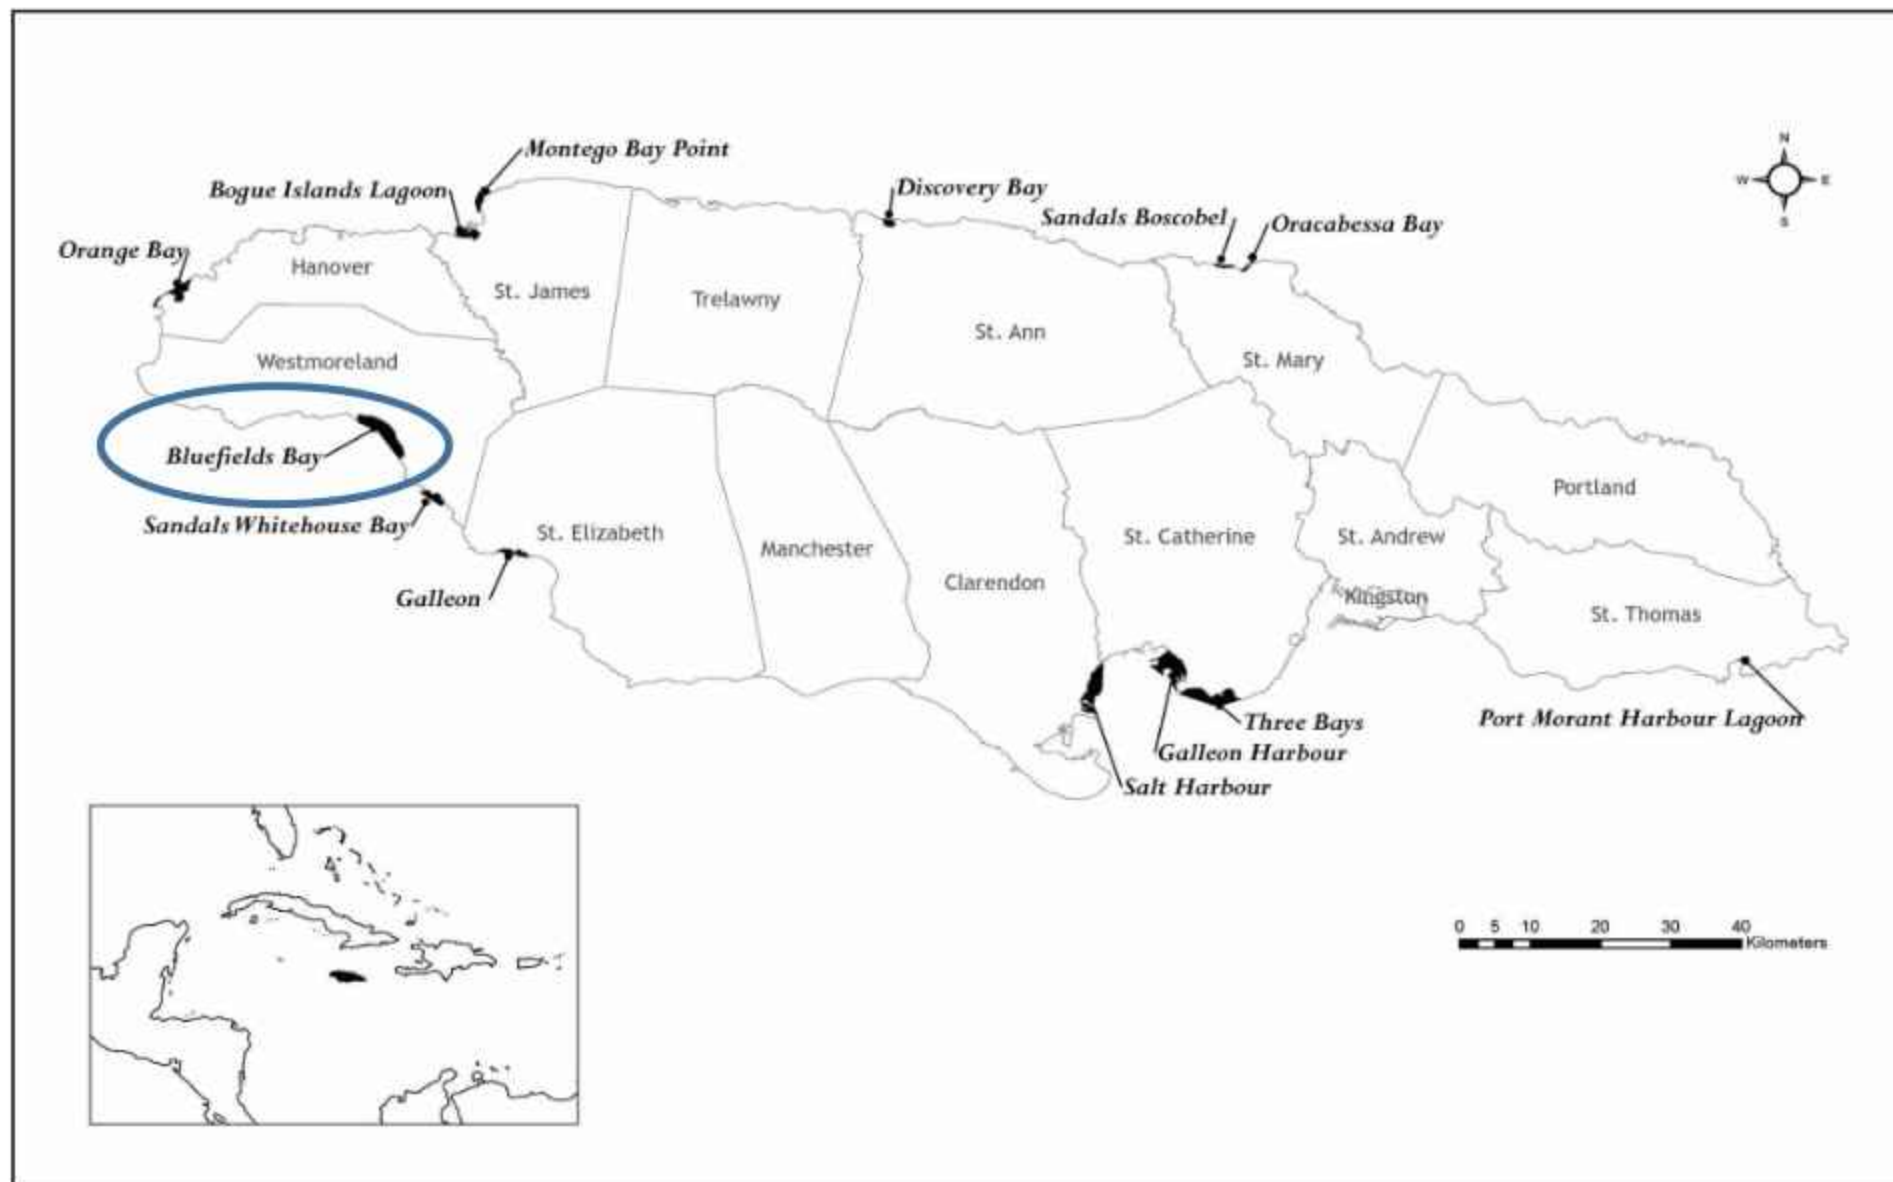 Montego Bay Point
Bogue Islands Lagoon
Discovery Bay
Sandals Boscobel
Oracabessa Bay
Orange Bay
Hanover
St. James
Trelawny
St. Ann
St. Mary
Westmoreland
Bluefields Bay
Sandals Whitehouse Bay
Galleon
St. Elizabeth
Manchester
Clarendon
St. Catherine
St. Andrew
Kingston
Portland
St. Thomas
Three Bays
Galleon Harbour
Salt Harbour
Port Morant Harbour Lagoon
N
W E
S
0 5 10 20 30 40
Kilometers